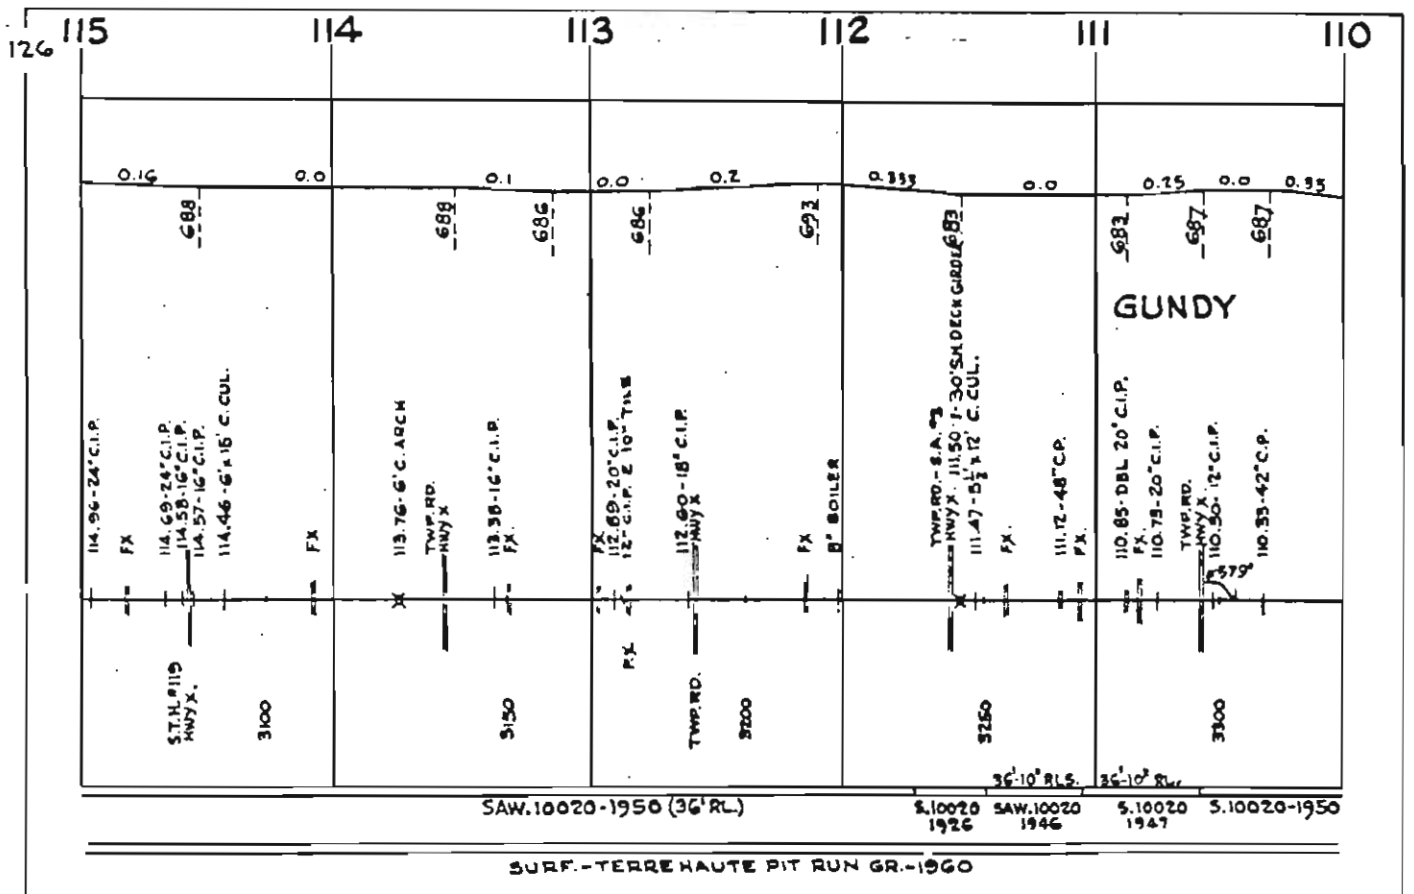 126 115 114 113 112 111 110
0.16 0.0 0.1 0.0 0.2 0.333 0.0 0.25 0.0 0.35
688 688 686 686 693 683 683 687 687
GUNDY
114.96-24" C.I.P.
FX
114.69-24" C.I.P.
114.58-16" C.I.P.
114.57-16" C.I.P.
114.46-6' x 15' C. CUL.
FX
113.76-6' C. ARCH
TWP. RD.
HWY X
113.38-16" C.I.P.
FX.
FX
112.89-20" C.I.P.
12" C.I.P. & 10" TILE
112.60-18" C.I.P.
HWY X
FX
8" BOILER
TWP. RD.-S.A. #3
HWY X. 111.50-1-30' S.H. DECK GIRDER
111.47-5½' x 12' C. CUL.
FX.
111.12-48" C.P.
FX.
110.85-DBL 20" C.I.P.
FX.
110.79-20" C.I.P.
TWP. RD.
HWY X
110.50-12" C.I.P.
579'
110.33-42" C.P.
S.T.H. #119
HWY X.
3100
3150
FX
TWP. RD.
3200
3250
3300
36'-10" RLS. 36'-10" RL.
SAW. 10020-1950 (36' RL.) S. 10020 SAW. 10020 S. 10020 S. 10020-1950
1926 1946 1947
SURF.-TERRE HAUTE PIT RUN GR.-1960